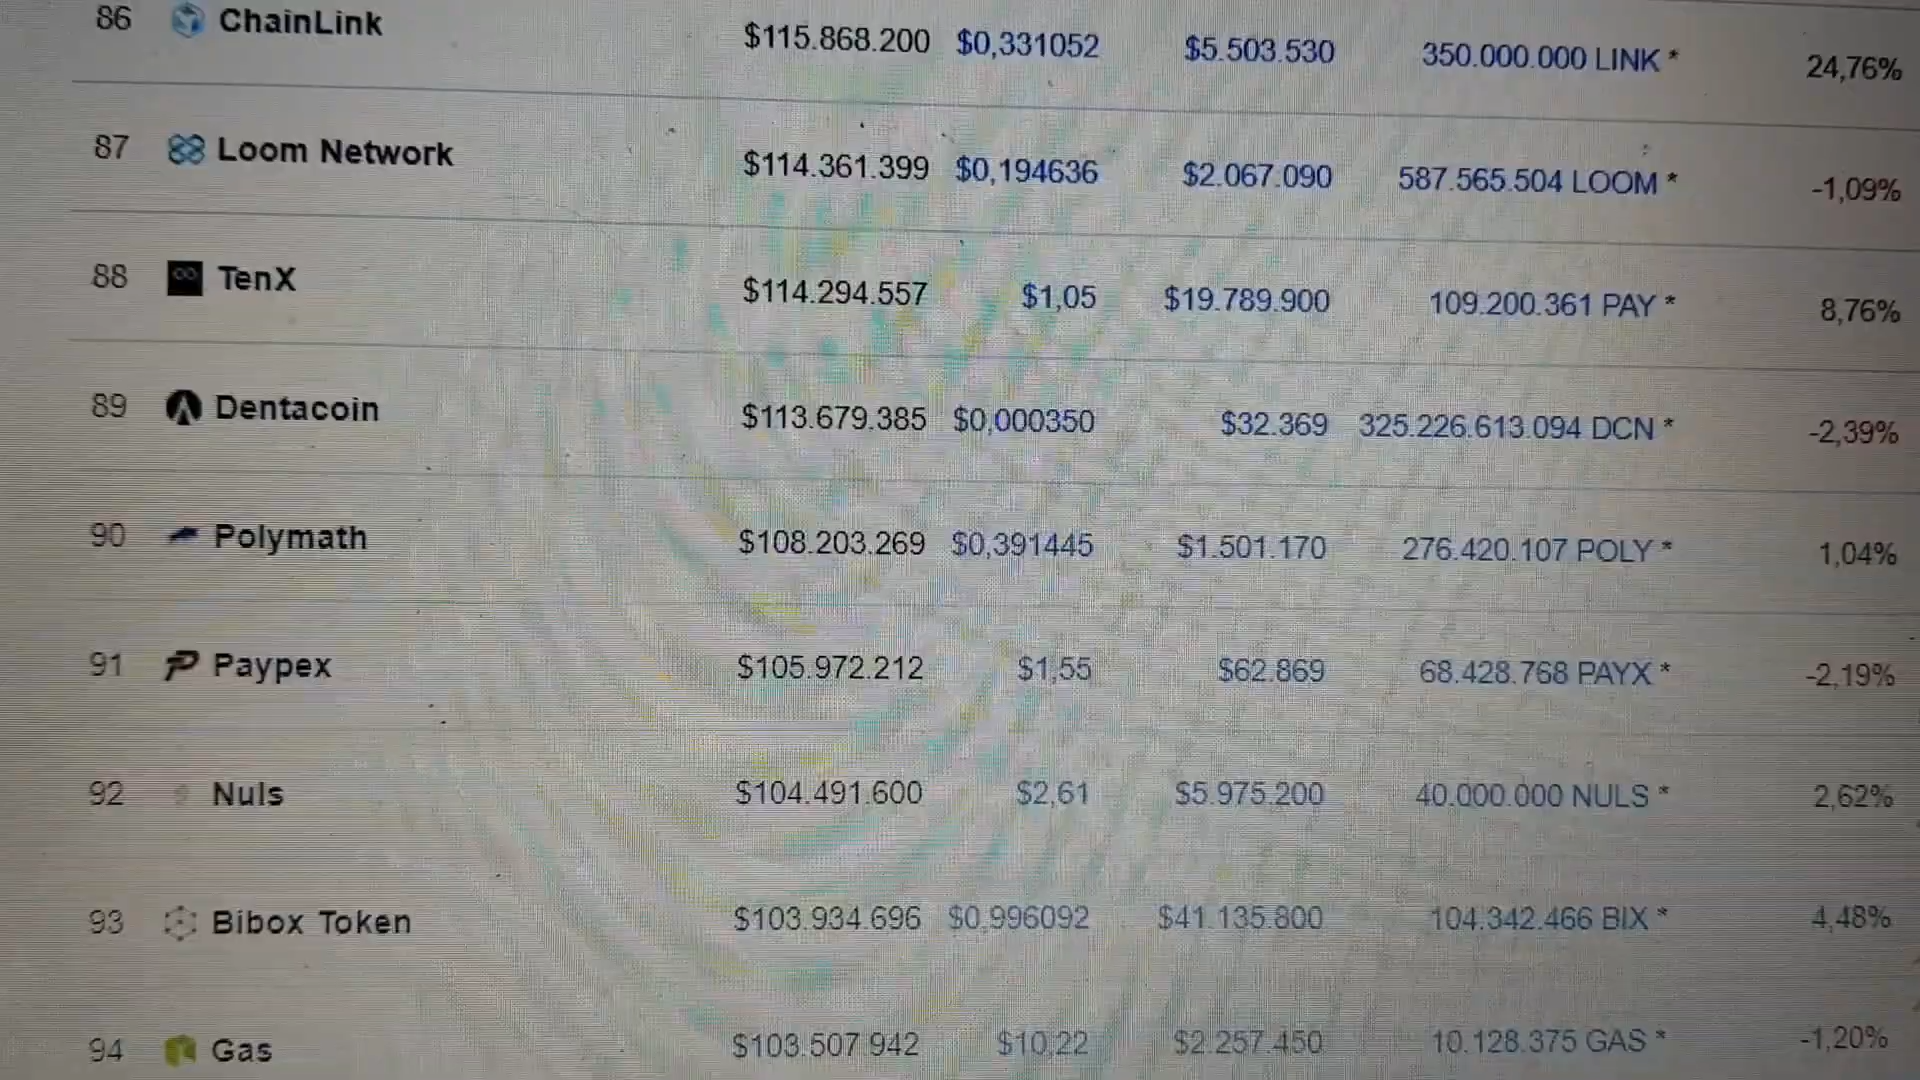 86 ChainLink $115.868.200 $0,331052 $5.503.530 350.000.000 LINK * 24,76%
87 Loom Network $114.361.399 $0,194636 $2.067.090 587.565.504 LOOM * -1,09%
88 TenX $114.294.557 $1,05 $19.789.900 109.200.361 PAY * 8,76%
89 Dentacoin $113.679.385 $0,000350 $32.369 325.226.613.094 DCN * -2,39%
90 Polymath $108.203.269 $0,391445 $1.501.170 276.420.107 POLY * 1,04%
91 Paypex $105.972.212 $1,55 $62.869 68.428.768 PAYX * -2,19%
92 Nuls $104.491.600 $2,61 $5.975.200 40.000.000 NULS * 2,62%
93 Bibox Token $103.934.696 $0,996092 $41.135.800 104.342.466 BIX * 4,48%
94 Gas $103.507.942 $10,22 $2.257.450 10.128.375 GAS * -1,20%